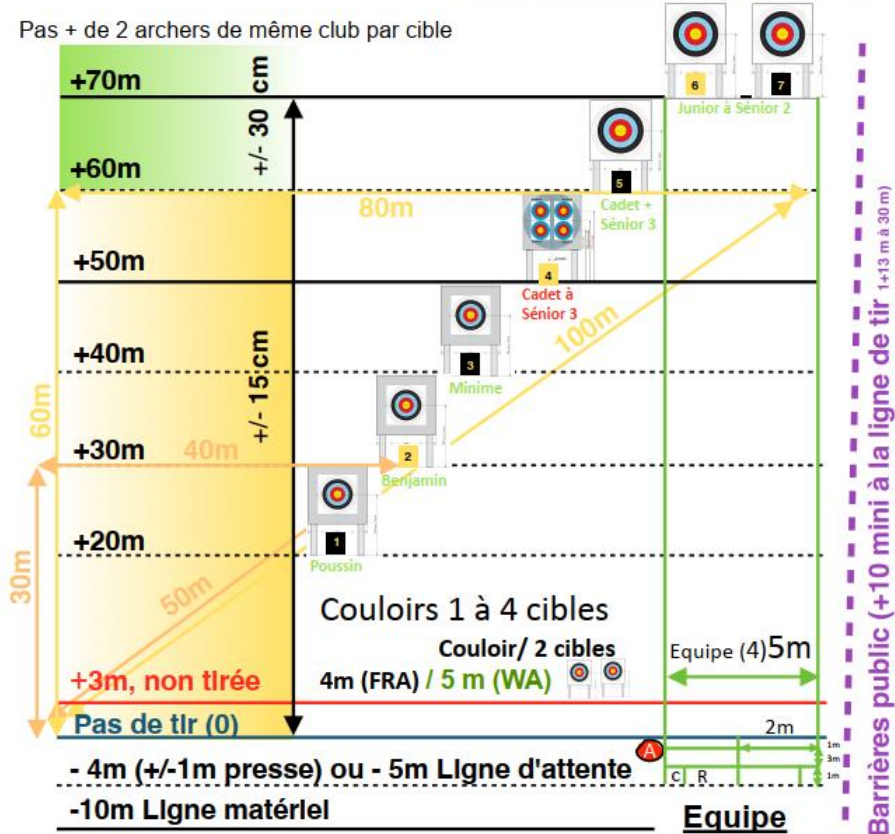 Pas + de 2 archers de même club par cible
+70m
+/- 30 cm
6
7
Junior à Sénior 2
+60m
5
80m
Cadet +
Sénior 3
+50m
4
Cadet à
Sénior 3
100m
+40m
+/- 15 cm
3
Minime
60m
+30m
40m
2
Benjamin
+20m
1
Poussin
30m
50m
Couloirs 1 à 4 cibles
Couloir/ 2 cibles
4m (FRA) / 5 m (WA)
Equipe (4)5m
+3m, non tirée
Pas de tir (0)
2m
A
1m
3m
1m
C R
- 4m (+/-1m presse) ou - 5m Ligne d'attente
-10m Ligne matériel
Equipe
Barrières public (+10 mini à la ligne de tir 1+13 m à 30 m)